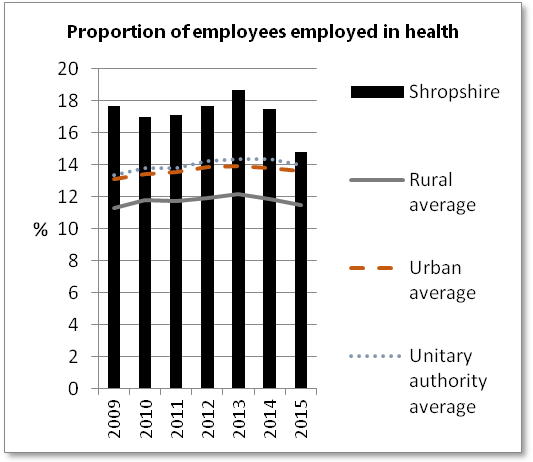 Proportion of employees employed in health
20
18
16
14
12
10
8
6
4
2
0
%
2009
2010
2011
2012
2013
2014
2015
Shropshire
Rural
average
Urban
average
Unitary
authority
average